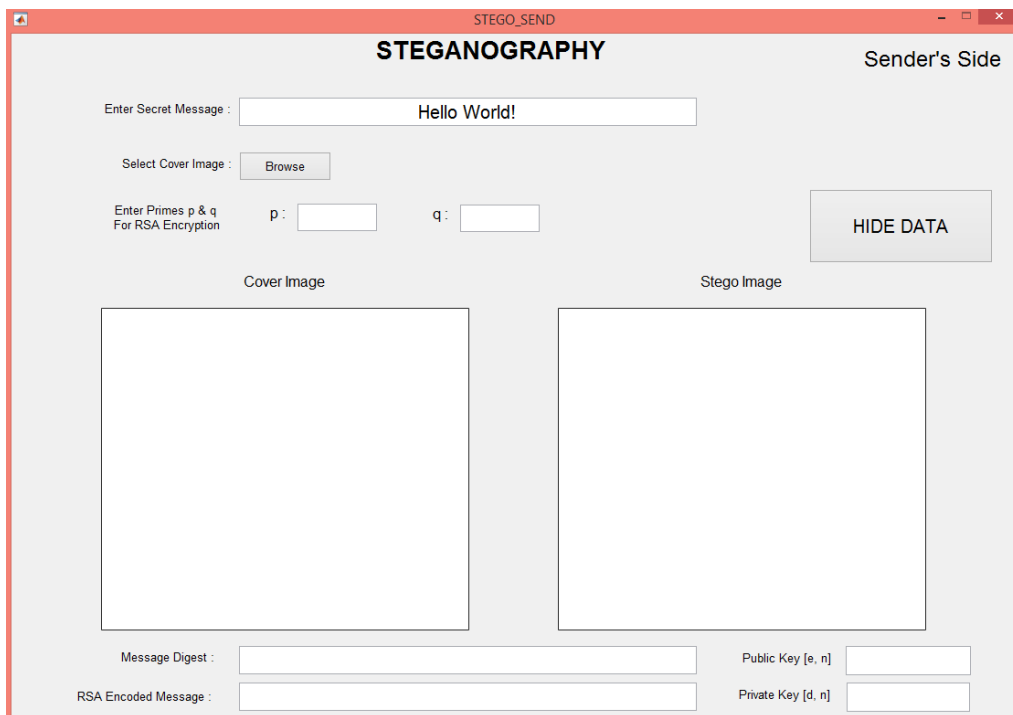 STEGO_SEND
STEGANOGRAPHY
Sender's Side
Enter Secret Message :
Hello World!
Select Cover Image :
Browse
Enter Primes p & q
For RSA Encryption
p :
q :
HIDE DATA
Cover Image
Stego Image
Message Digest :
Public Key [e, n]
RSA Encoded Message :
Private Key [d, n]